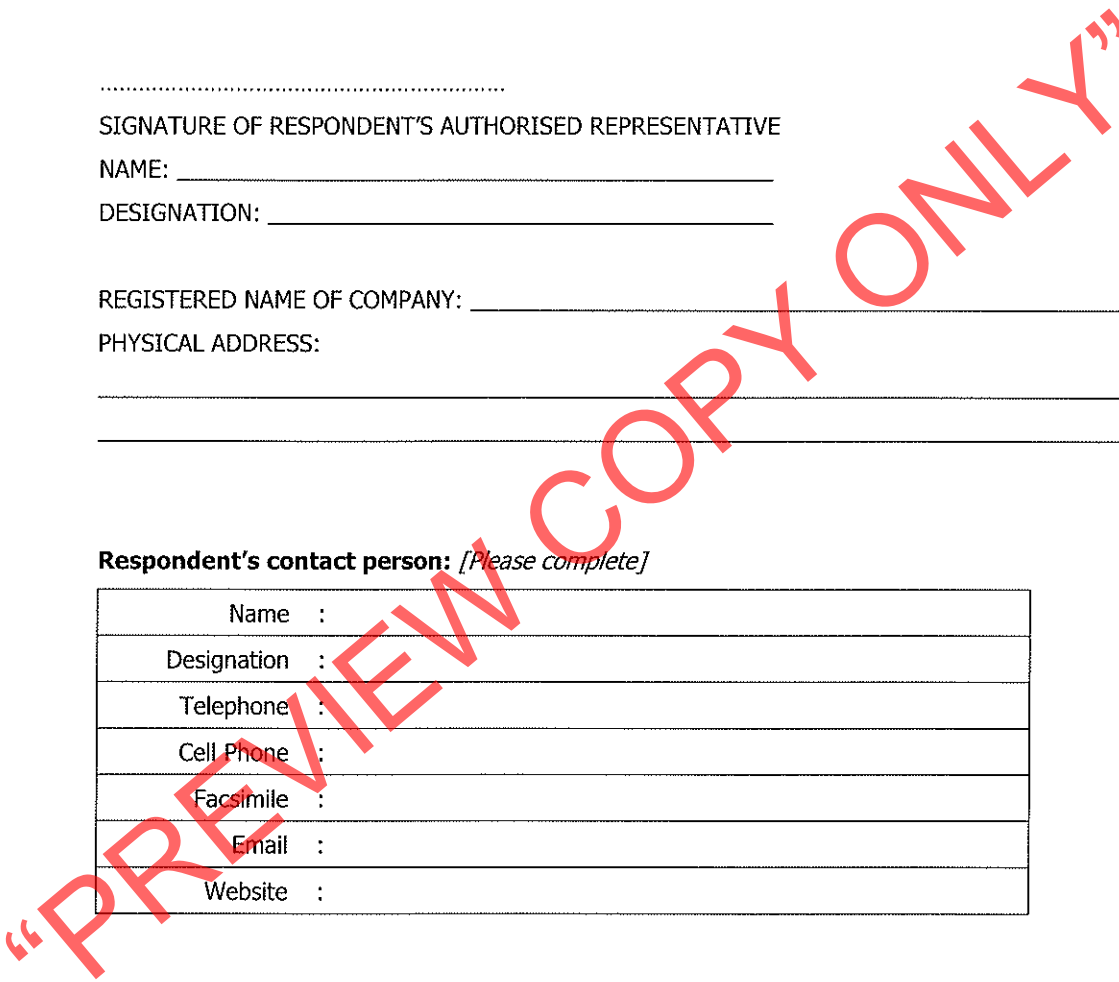 SIGNATURE OF RESPONDENT'S AUTHORISED REPRESENTATIVE
NAME:
DESIGNATION:
REGISTERED NAME OF COMPANY:
PHYSICAL ADDRESS:
Respondent's contact person: [Please complete]
Name :
Designation :
Telephone :
Cell Phone :
Facsimile :
Email :
Website :
"PREVIEW COPY ONLY"